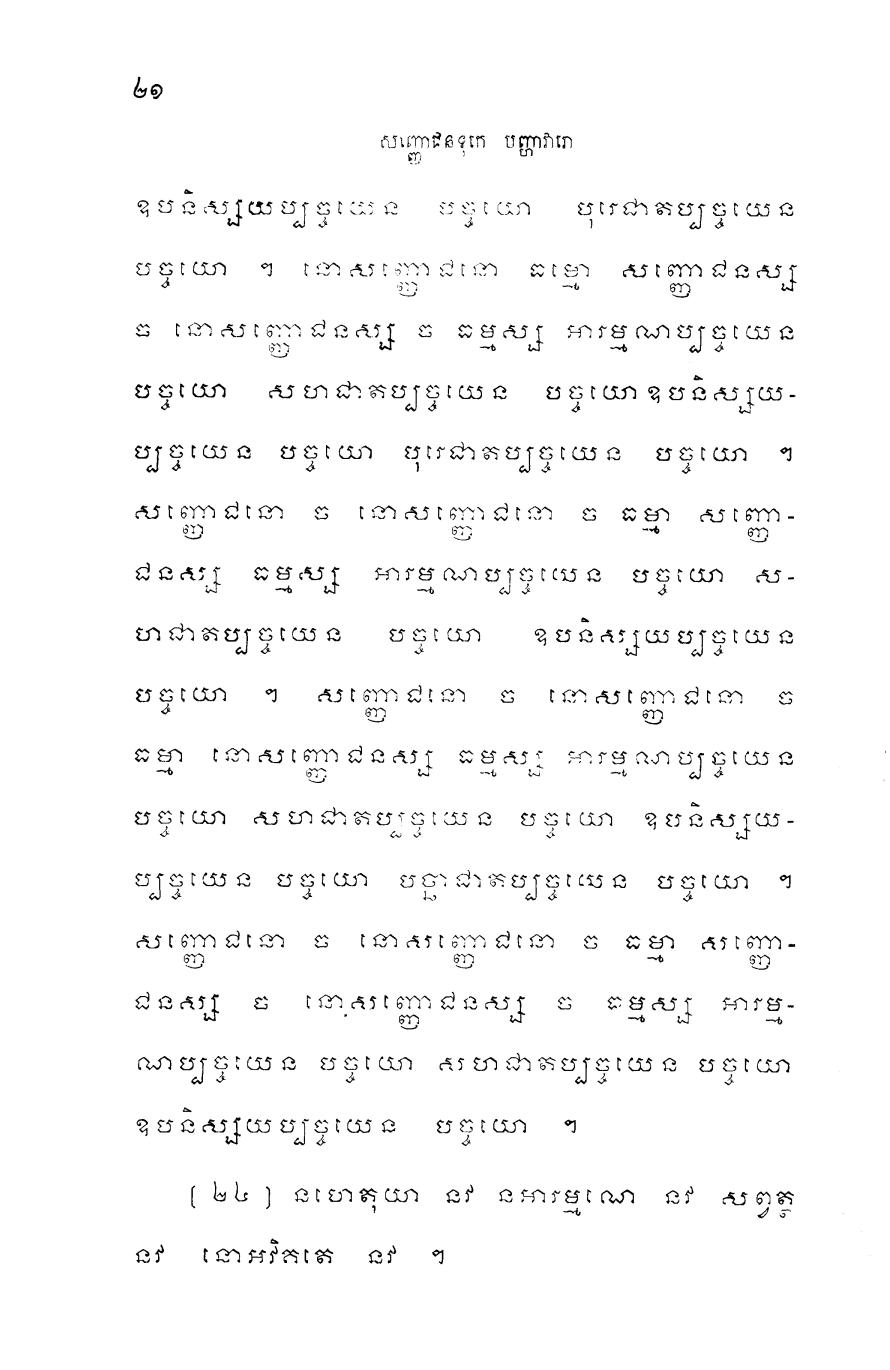 ២១
សញ្ញោជនទុកេ បញ្ហាវារោ
ឧបនិស្សយប្បច្ចយេន បច្ចយោ បុរេជាតប្បច្ចយេន
បច្ចយោ ។ នោសញ្ញោជនោ ធម្មោ សញ្ញោជនស្ស
ច នោសញ្ញោជនស្ស ច ធម្មស្ស អារម្មណប្បច្ចយេន
បច្ចយោ សហជាតប្បច្ចយេន បច្ចយោ ឧបនិស្សយ-
ប្បច្ចយេន បច្ចយោ បុរេជាតប្បច្ចយេន បច្ចយោ ។
សញ្ញោជនោ ច នោសញ្ញោជនោ ច ធម្មា សញ្ញោ-
ជនស្ស ធម្មស្ស អារម្មណប្បច្ចយេន បច្ចយោ ស-
ហជាតប្បច្ចយេន បច្ចយោ ឧបនិស្សយប្បច្ចយេន
បច្ចយោ ។ សញ្ញោជនោ ច នោសញ្ញោជនោ ច
ធម្មា នោសញ្ញោជនស្ស ធម្មស្ស អារម្មណប្បច្ចយេន
បច្ចយោ សហជាតប្បច្ចយេន បច្ចយោ ឧបនិស្សយ-
ប្បច្ចយេន បច្ចយោ បច្ឆាជាតប្បច្ចយេន បច្ចយោ ។
សញ្ញោជនោ ច នោសញ្ញោជនោ ច ធម្មា សញ្ញោ-
ជនស្ស ច នោសញ្ញោជនស្ស ច ធម្មស្ស អារម្ម-
ណប្បច្ចយេន បច្ចយោ សហជាតប្បច្ចយេន បច្ចយោ
ឧបនិស្សយប្បច្ចយេន បច្ចយោ ។
[ ២៤ ] នហេតុយា នវ នអារម្មណេ នវ សព្វត្ថ
នវ នោអវិគតេ នវ ។